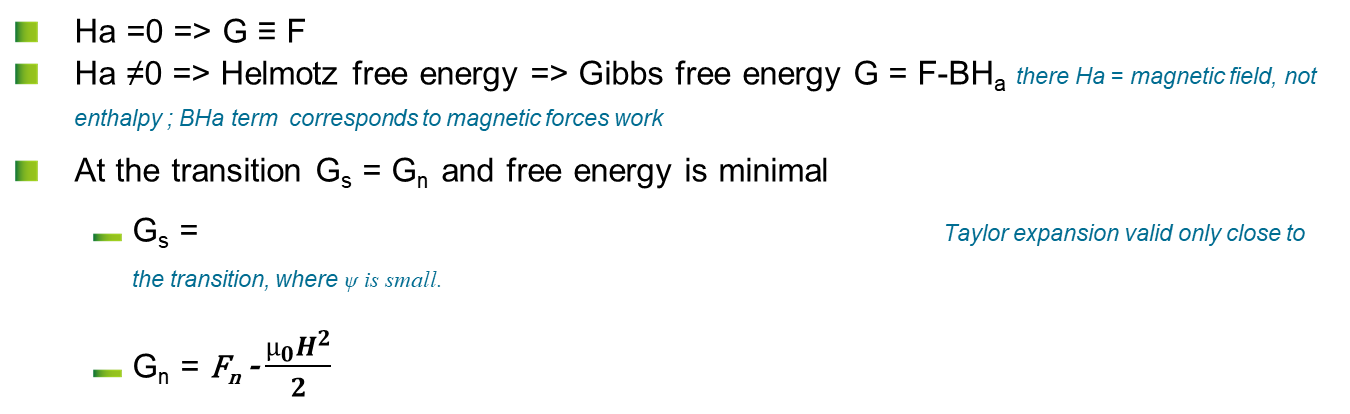 Ha =0 => G ≡ F
Ha ≠0 => Helmotz free energy => Gibbs free energy G = F-BHₐ there Ha = magnetic field, not
enthalpy ; BHa term corresponds to magnetic forces work
At the transition Gₛ = Gₙ and free energy is minimal
Gₛ = Taylor expansion valid only close to
the transition, where ψ is small.
Gₙ = Fₙ - μ₀H²/2